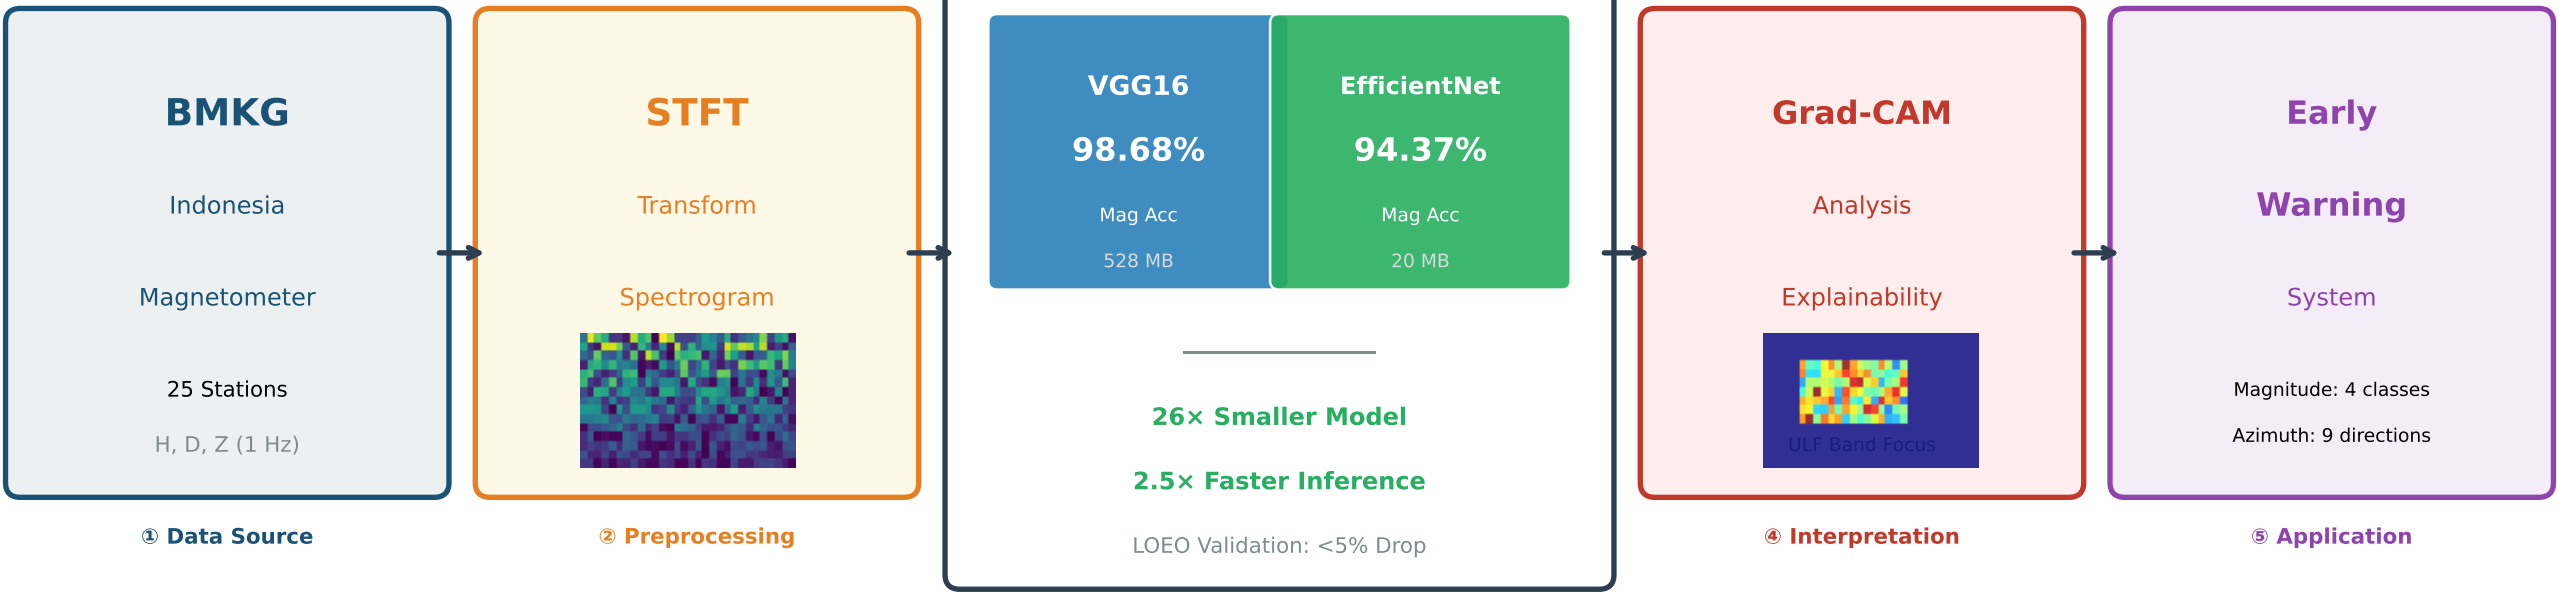 BMKG
Indonesia
Magnetometer
25 Stations
H, D, Z (1 Hz)
① Data Source
STFT
Transform
Spectrogram
② Preprocessing
VGG16
98.68%
Mag Acc
528 MB
EfficientNet
94.37%
Mag Acc
20 MB
26× Smaller Model
2.5× Faster Inference
LOEO Validation: <5% Drop
Grad-CAM
Analysis
Explainability
ULF Band Focus
④ Interpretation
Early
Warning
System
Magnitude: 4 classes
Azimuth: 9 directions
⑤ Application